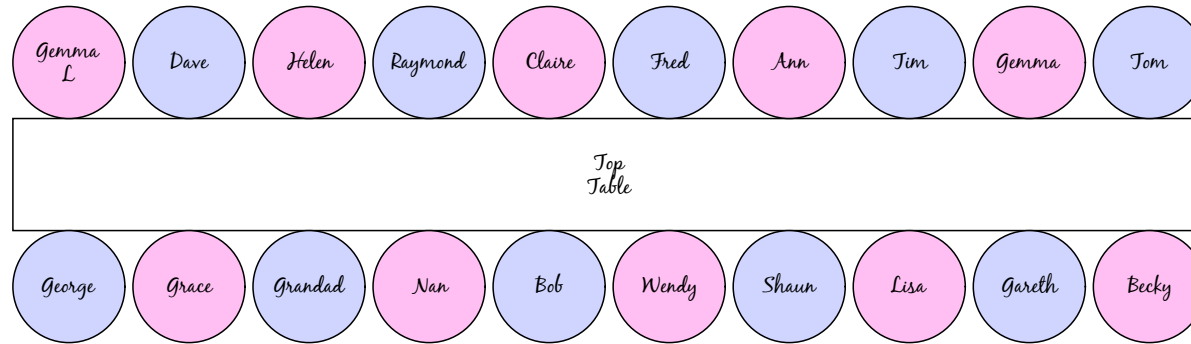 Gemma
L
Dave
Helen
Raymond
Claire
Fred
Ann
Tim
Gemma
Tom
Top
Table
George
Grace
Grandad
Nan
Bob
Wendy
Shaun
Lisa
Gareth
Becky